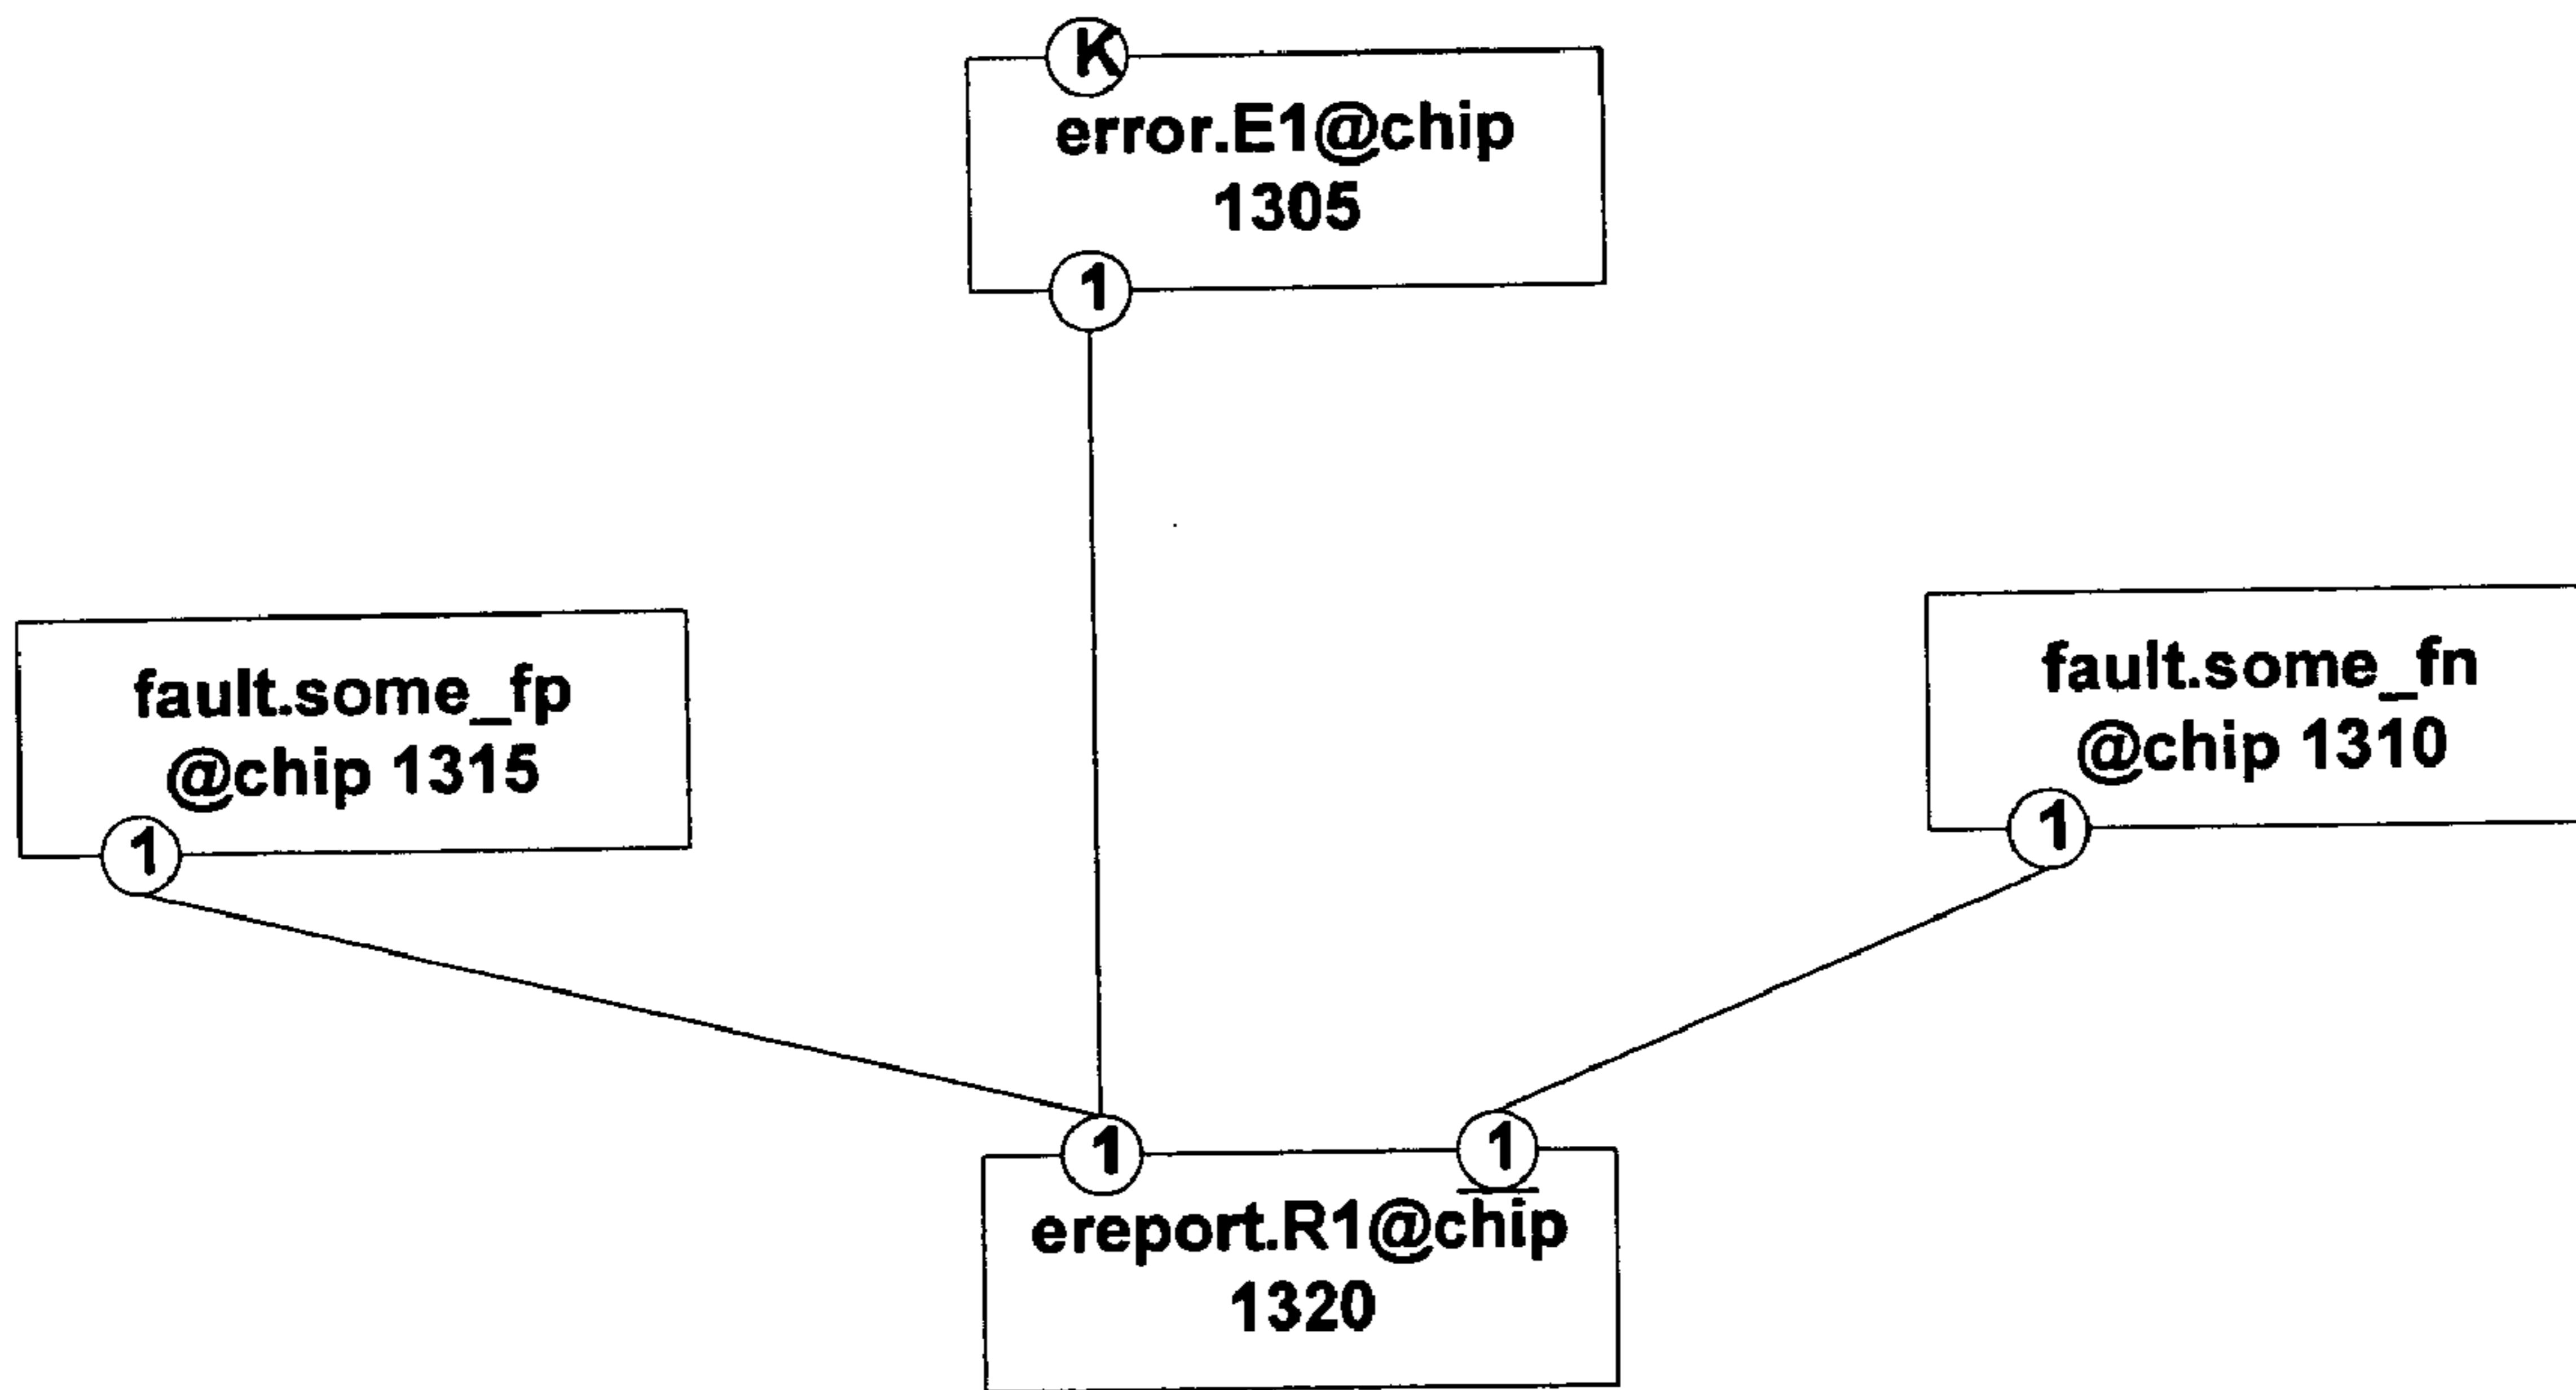 K
error.E1@chip
1305
1
fault.some_fp
@chip 1315
1
fault.some_fn
@chip 1310
1
1
1
ereport.R1@chip
1320